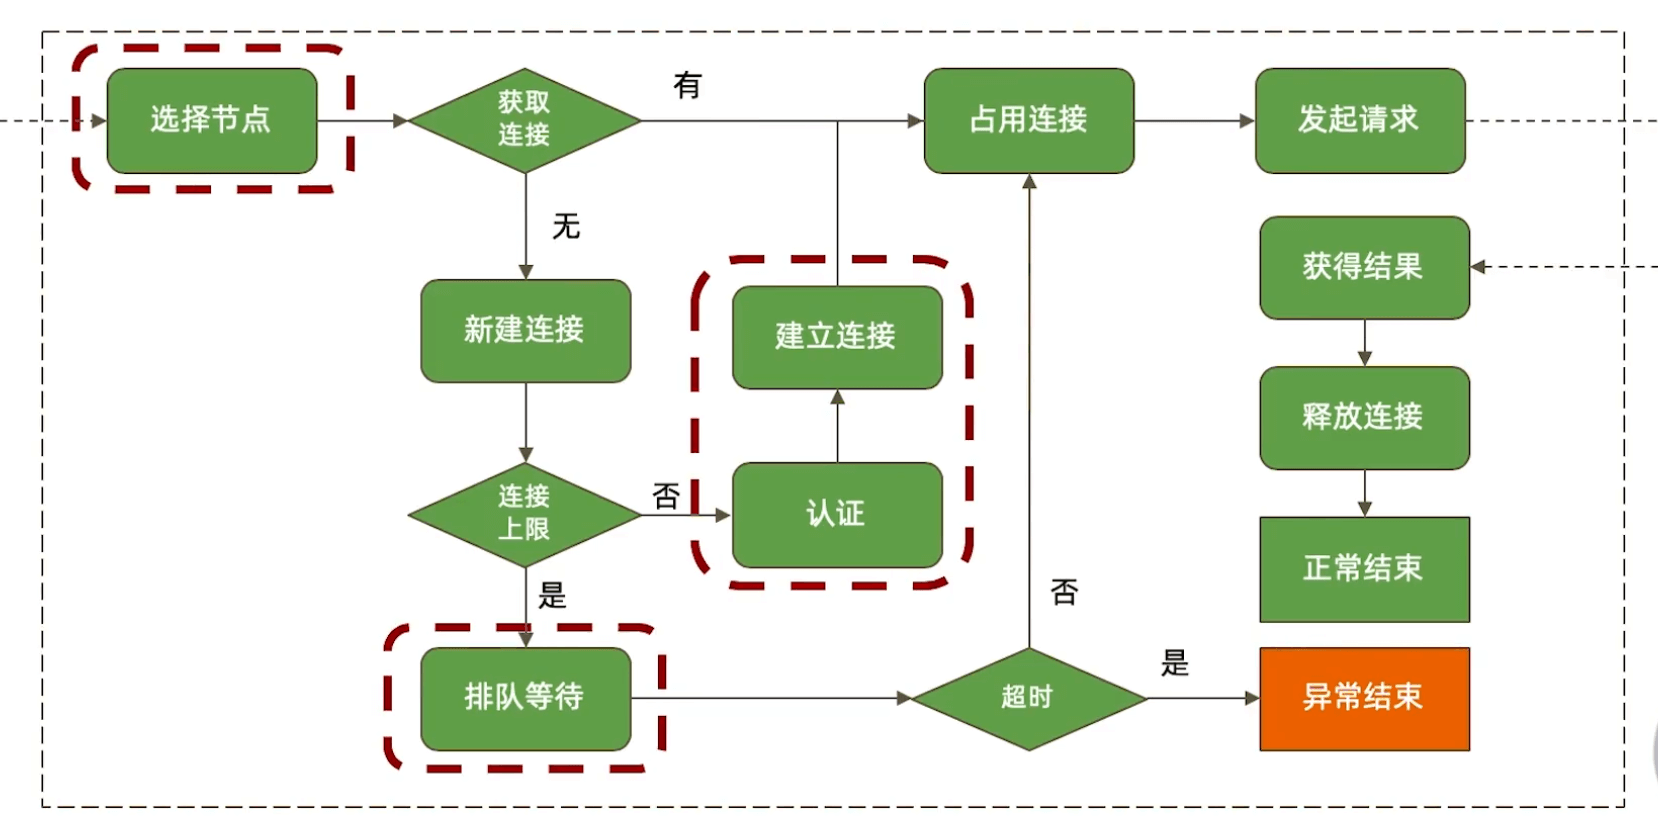 选择节点
获取
连接
有
占用连接
发起请求
无
获得结果
新建连接
建立连接
释放连接
连接
上限
否
认证
正常结束
是
否
排队等待
超时
是
异常结束